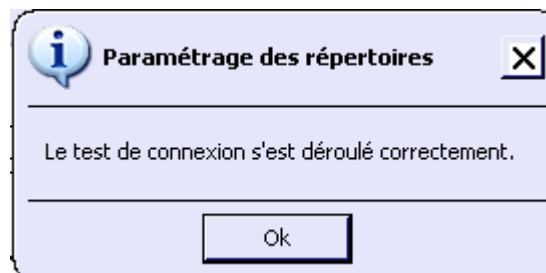 Paramétrage des répertoires
Le test de connexion s'est déroulé correctement.
Ok